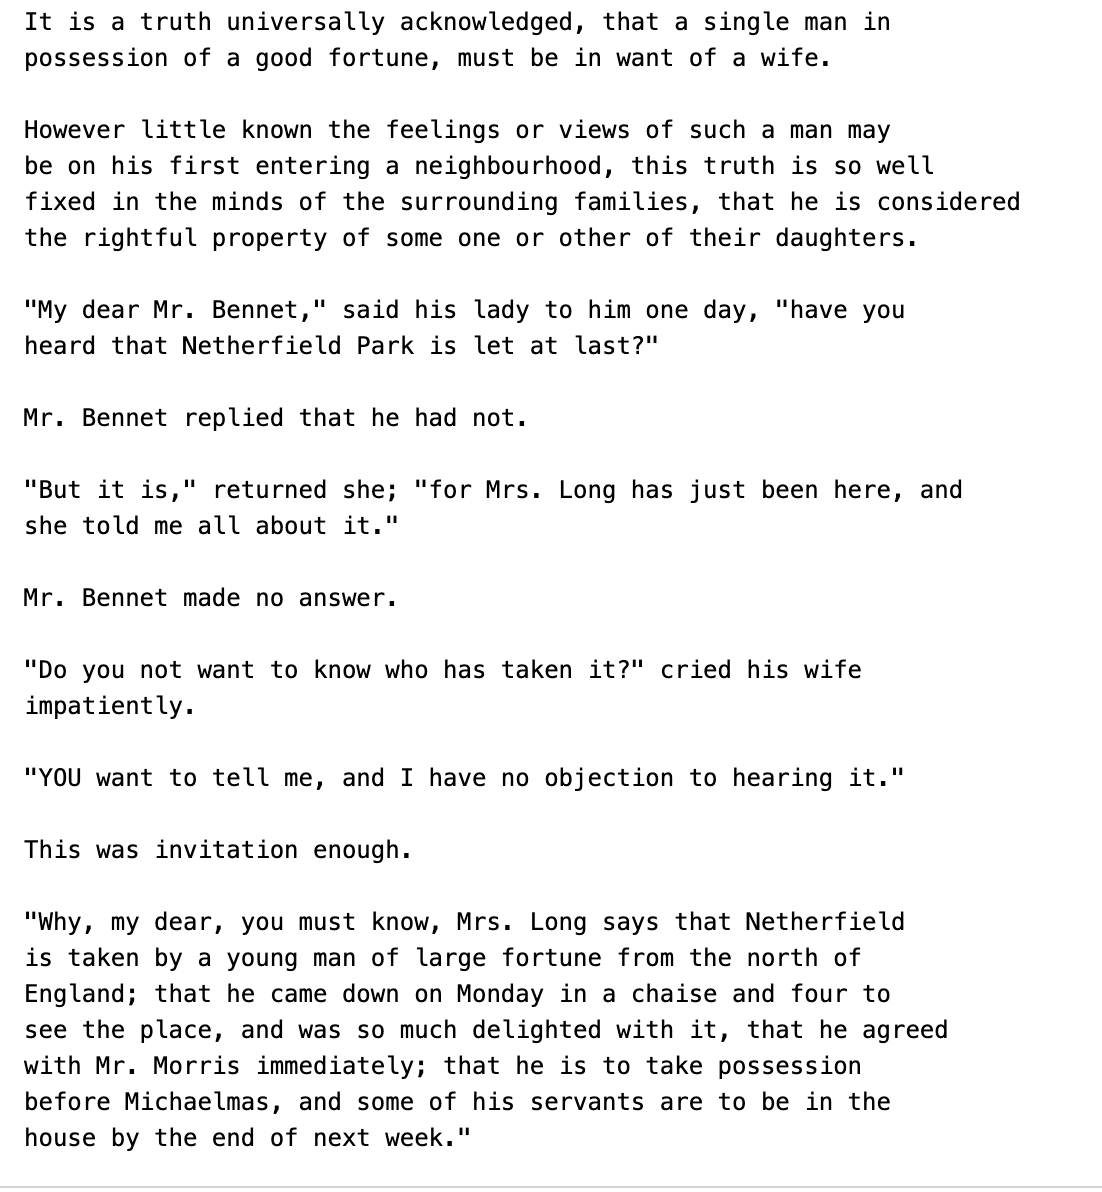 It is a truth universally acknowledged, that a single man in
possession of a good fortune, must be in want of a wife.

However little known the feelings or views of such a man may
be on his first entering a neighbourhood, this truth is so well
fixed in the minds of the surrounding families, that he is considered
the rightful property of some one or other of their daughters.

"My dear Mr. Bennet," said his lady to him one day, "have you
heard that Netherfield Park is let at last?"

Mr. Bennet replied that he had not.

"But it is," returned she; "for Mrs. Long has just been here, and
she told me all about it."

Mr. Bennet made no answer.

"Do you not want to know who has taken it?" cried his wife
impatiently.

"YOU want to tell me, and I have no objection to hearing it."

This was invitation enough.

"Why, my dear, you must know, Mrs. Long says that Netherfield
is taken by a young man of large fortune from the north of
England; that he came down on Monday in a chaise and four to
see the place, and was so much delighted with it, that he agreed
with Mr. Morris immediately; that he is to take possession
before Michaelmas, and some of his servants are to be in the
house by the end of next week."